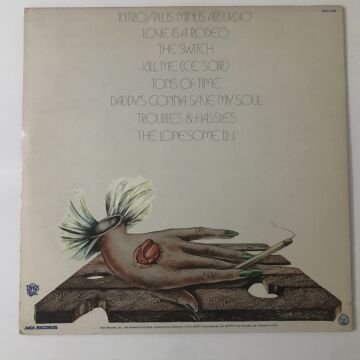 INTRO/PLUS MINUS ABSURDIO
LOVE IS A RODEO
THE SWITCH
KILL ME (CE SOIR)
TONS OF TIME
DADDY'S GONNA SAVE MY SOUL
TROUBLES & HASSLES
THE LONESOME D.J.
MCA RECORDS